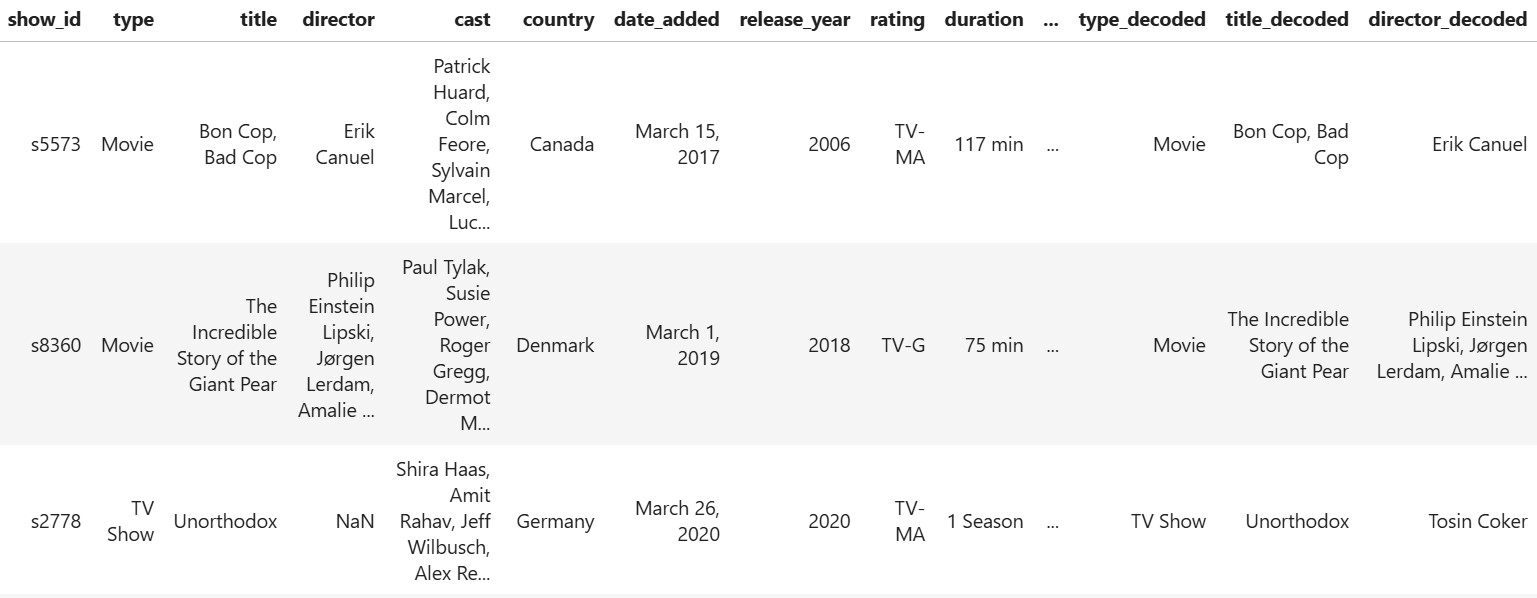 show_id type title director cast country date_added release_year rating duration ... type_decoded title_decoded director_decoded
s5573 Movie Bon Cop, Bad Cop Erik Canuel Patrick Huard, Colm Feore, Sylvain Marcel, Luc... Canada March 15, 2017 2006 TV-MA 117 min ... Movie Bon Cop, Bad Cop Erik Canuel
s8360 Movie The Incredible Story of the Giant Pear Philip Einstein Lipski, Jørgen Lerdam, Amalie ... Paul Tylak, Susie Power, Roger Gregg, Dermot M... Denmark March 1, 2019 2018 TV-G 75 min ... Movie The Incredible Story of the Giant Pear Philip Einstein Lipski, Jørgen Lerdam, Amalie ...
s2778 TV Show Unorthodox NaN Shira Haas, Amit Rahav, Jeff Wilbusch, Alex Re... Germany March 26, 2020 2020 TV-MA 1 Season ... TV Show Unorthodox Tosin Coker